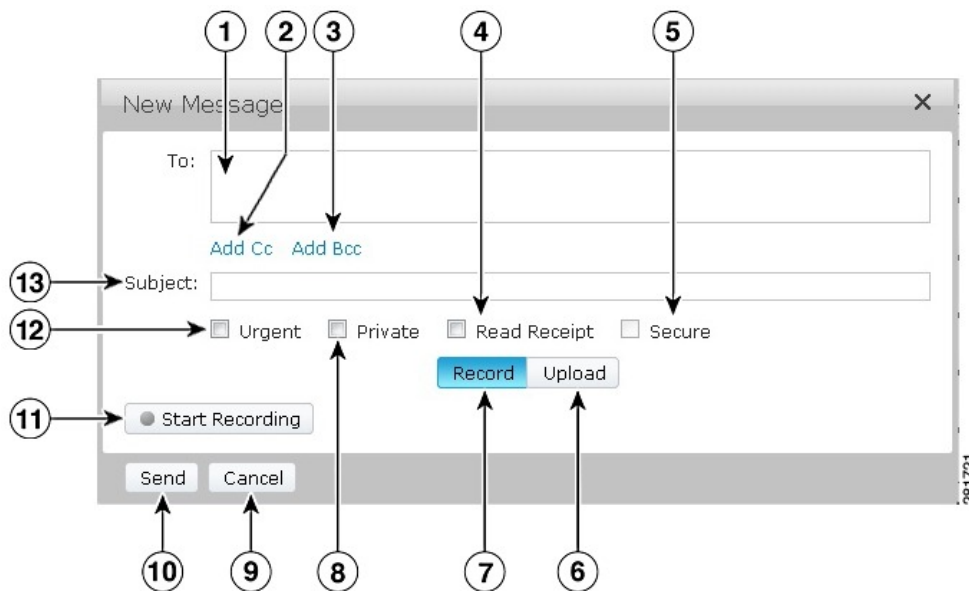 1 2 3 4 5
New Message
To:
Add Cc Add Bcc
13 Subject:
12 Urgent Private Read Receipt Secure
Record Upload
11 Start Recording
Send Cancel
281721
10 9 8 7 6